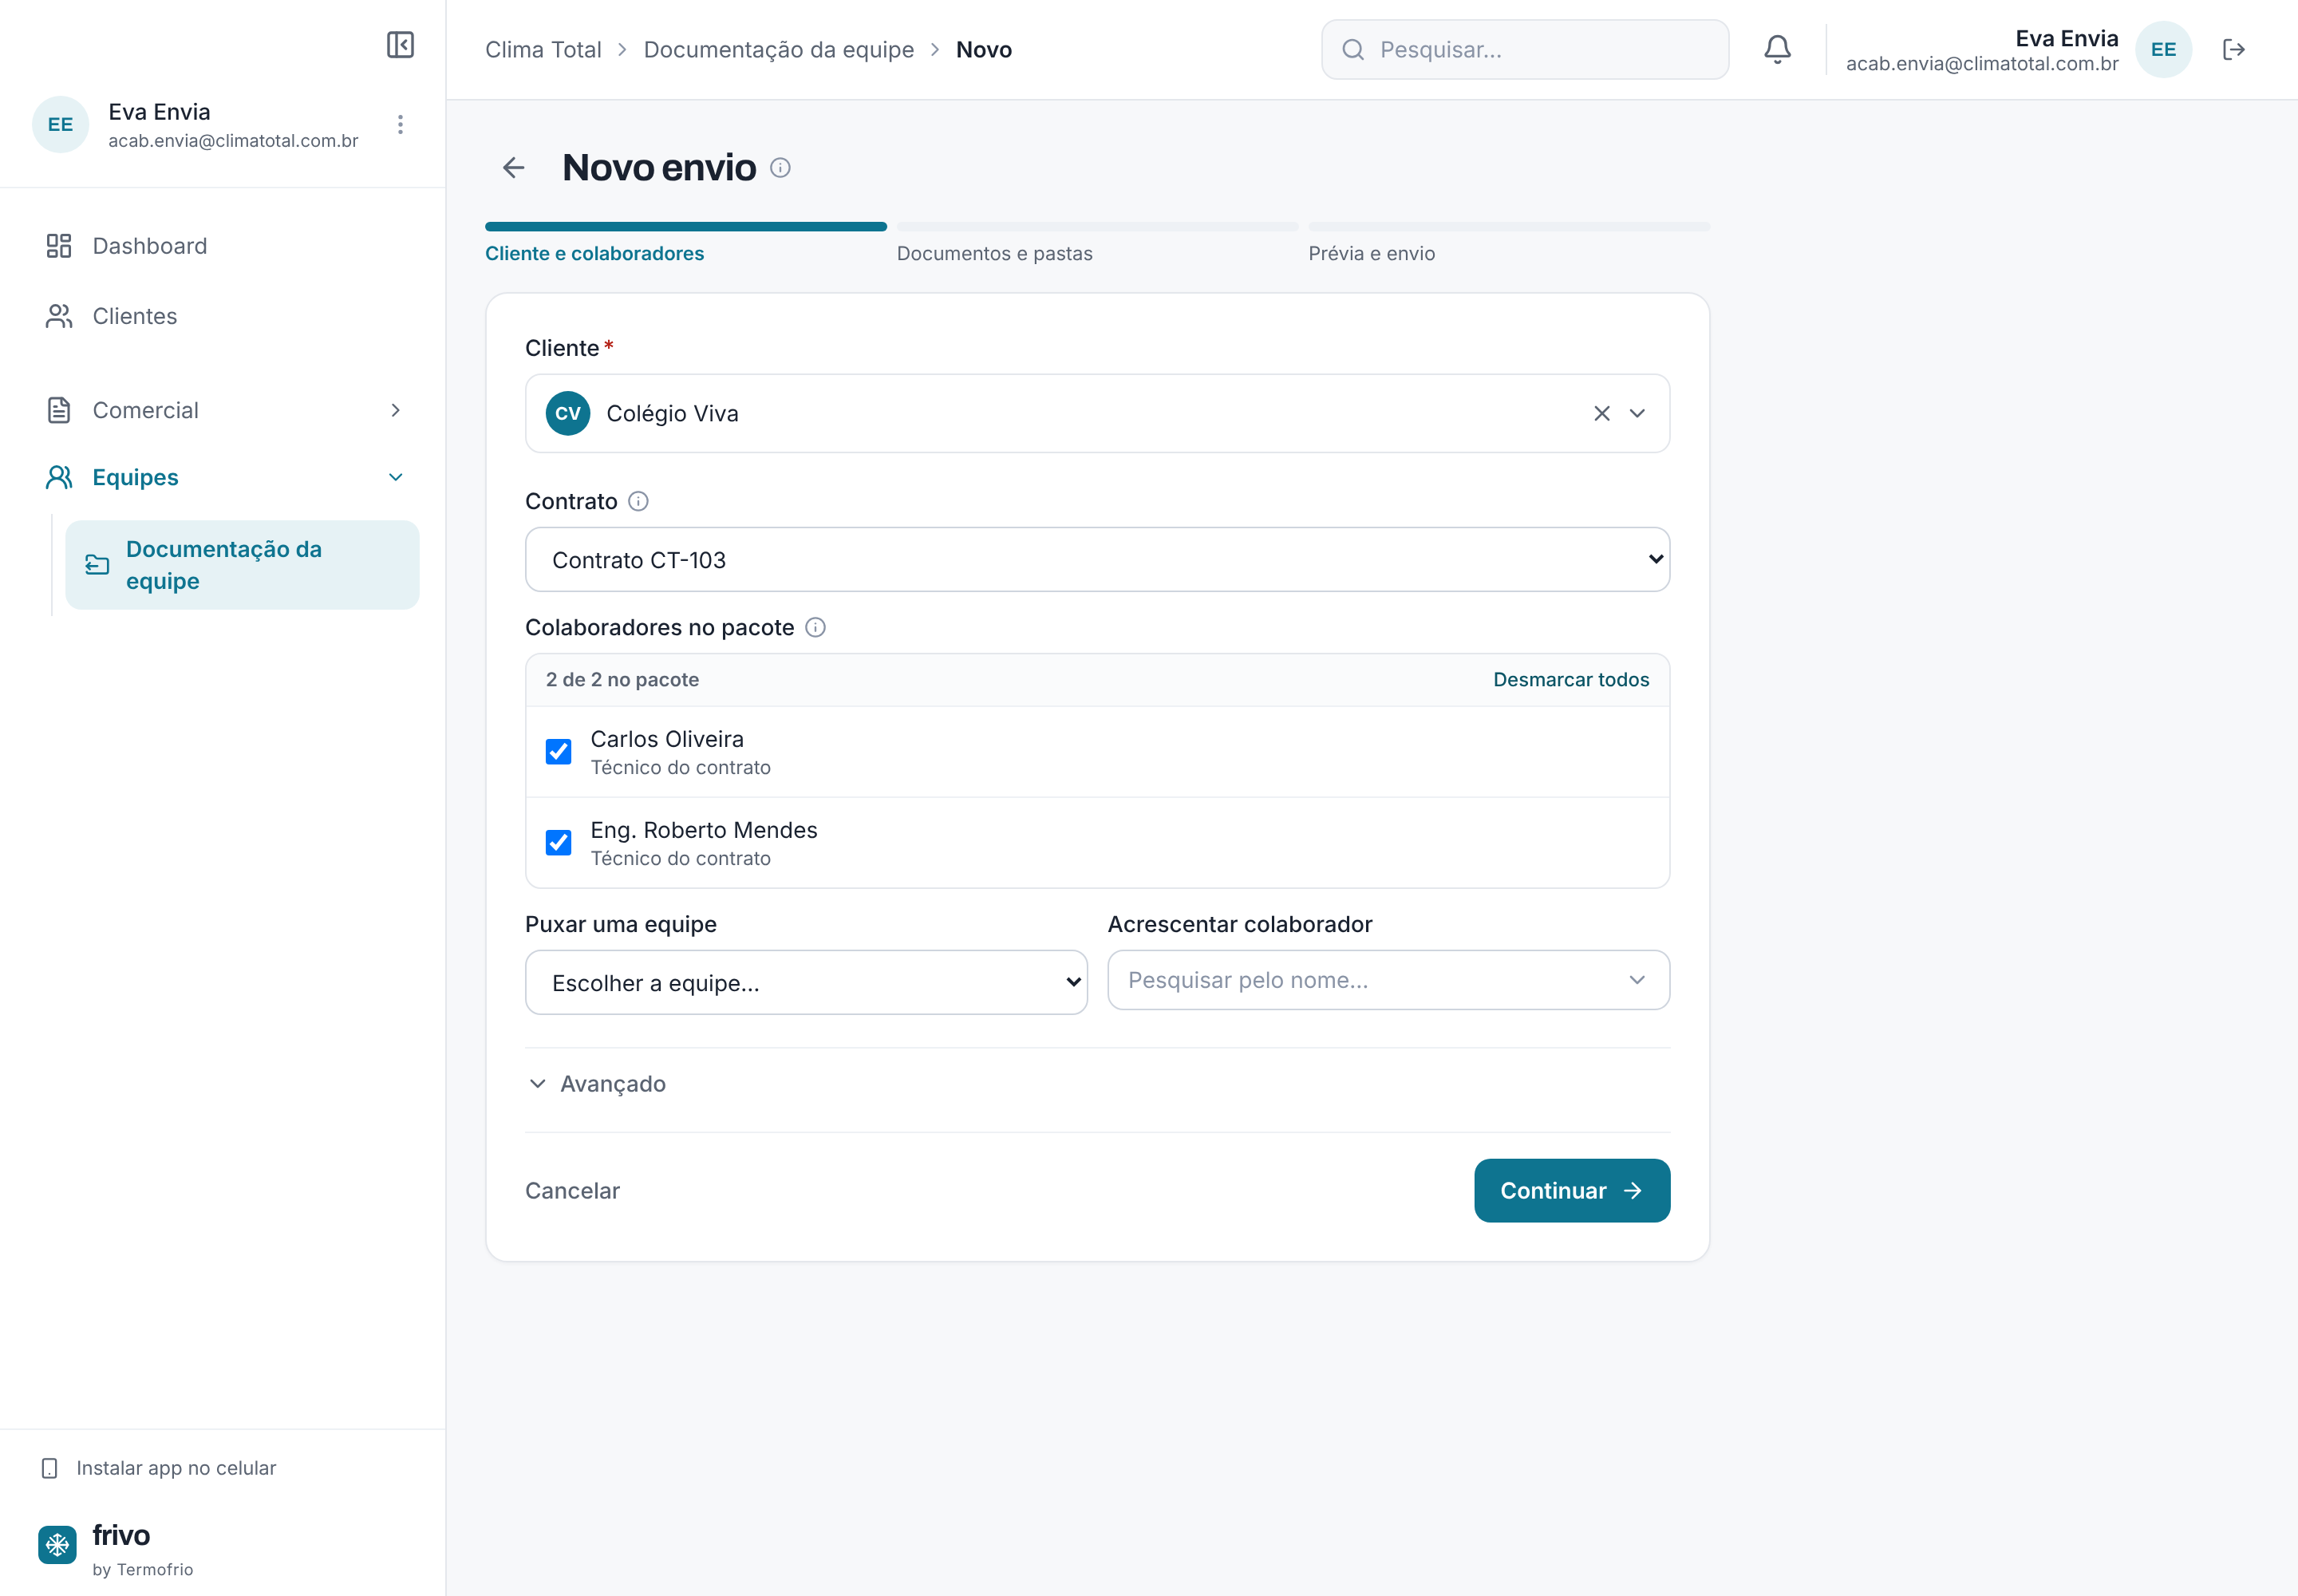 Clima Total > Documentação da equipe > Novo
Pesquisar...
Eva Envia
acab.envia@climatotal.com.br
EE
EE
Eva Envia
acab.envia@climatotal.com.br
Dashboard
Clientes
Comercial
Equipes
Documentação da
equipe
Instalar app no celular
frivo
by Termofrio
Novo envio
Cliente e colaboradores
Documentos e pastas
Prévia e envio
Cliente*
CV
Colégio Viva
Contrato
Contrato CT-103
Colaboradores no pacote
2 de 2 no pacote
Desmarcar todos
Carlos Oliveira
Técnico do contrato
Eng. Roberto Mendes
Técnico do contrato
Puxar uma equipe
Acrescentar colaborador
Escolher a equipe...
Pesquisar pelo nome...
Avançado
Cancelar
Continuar